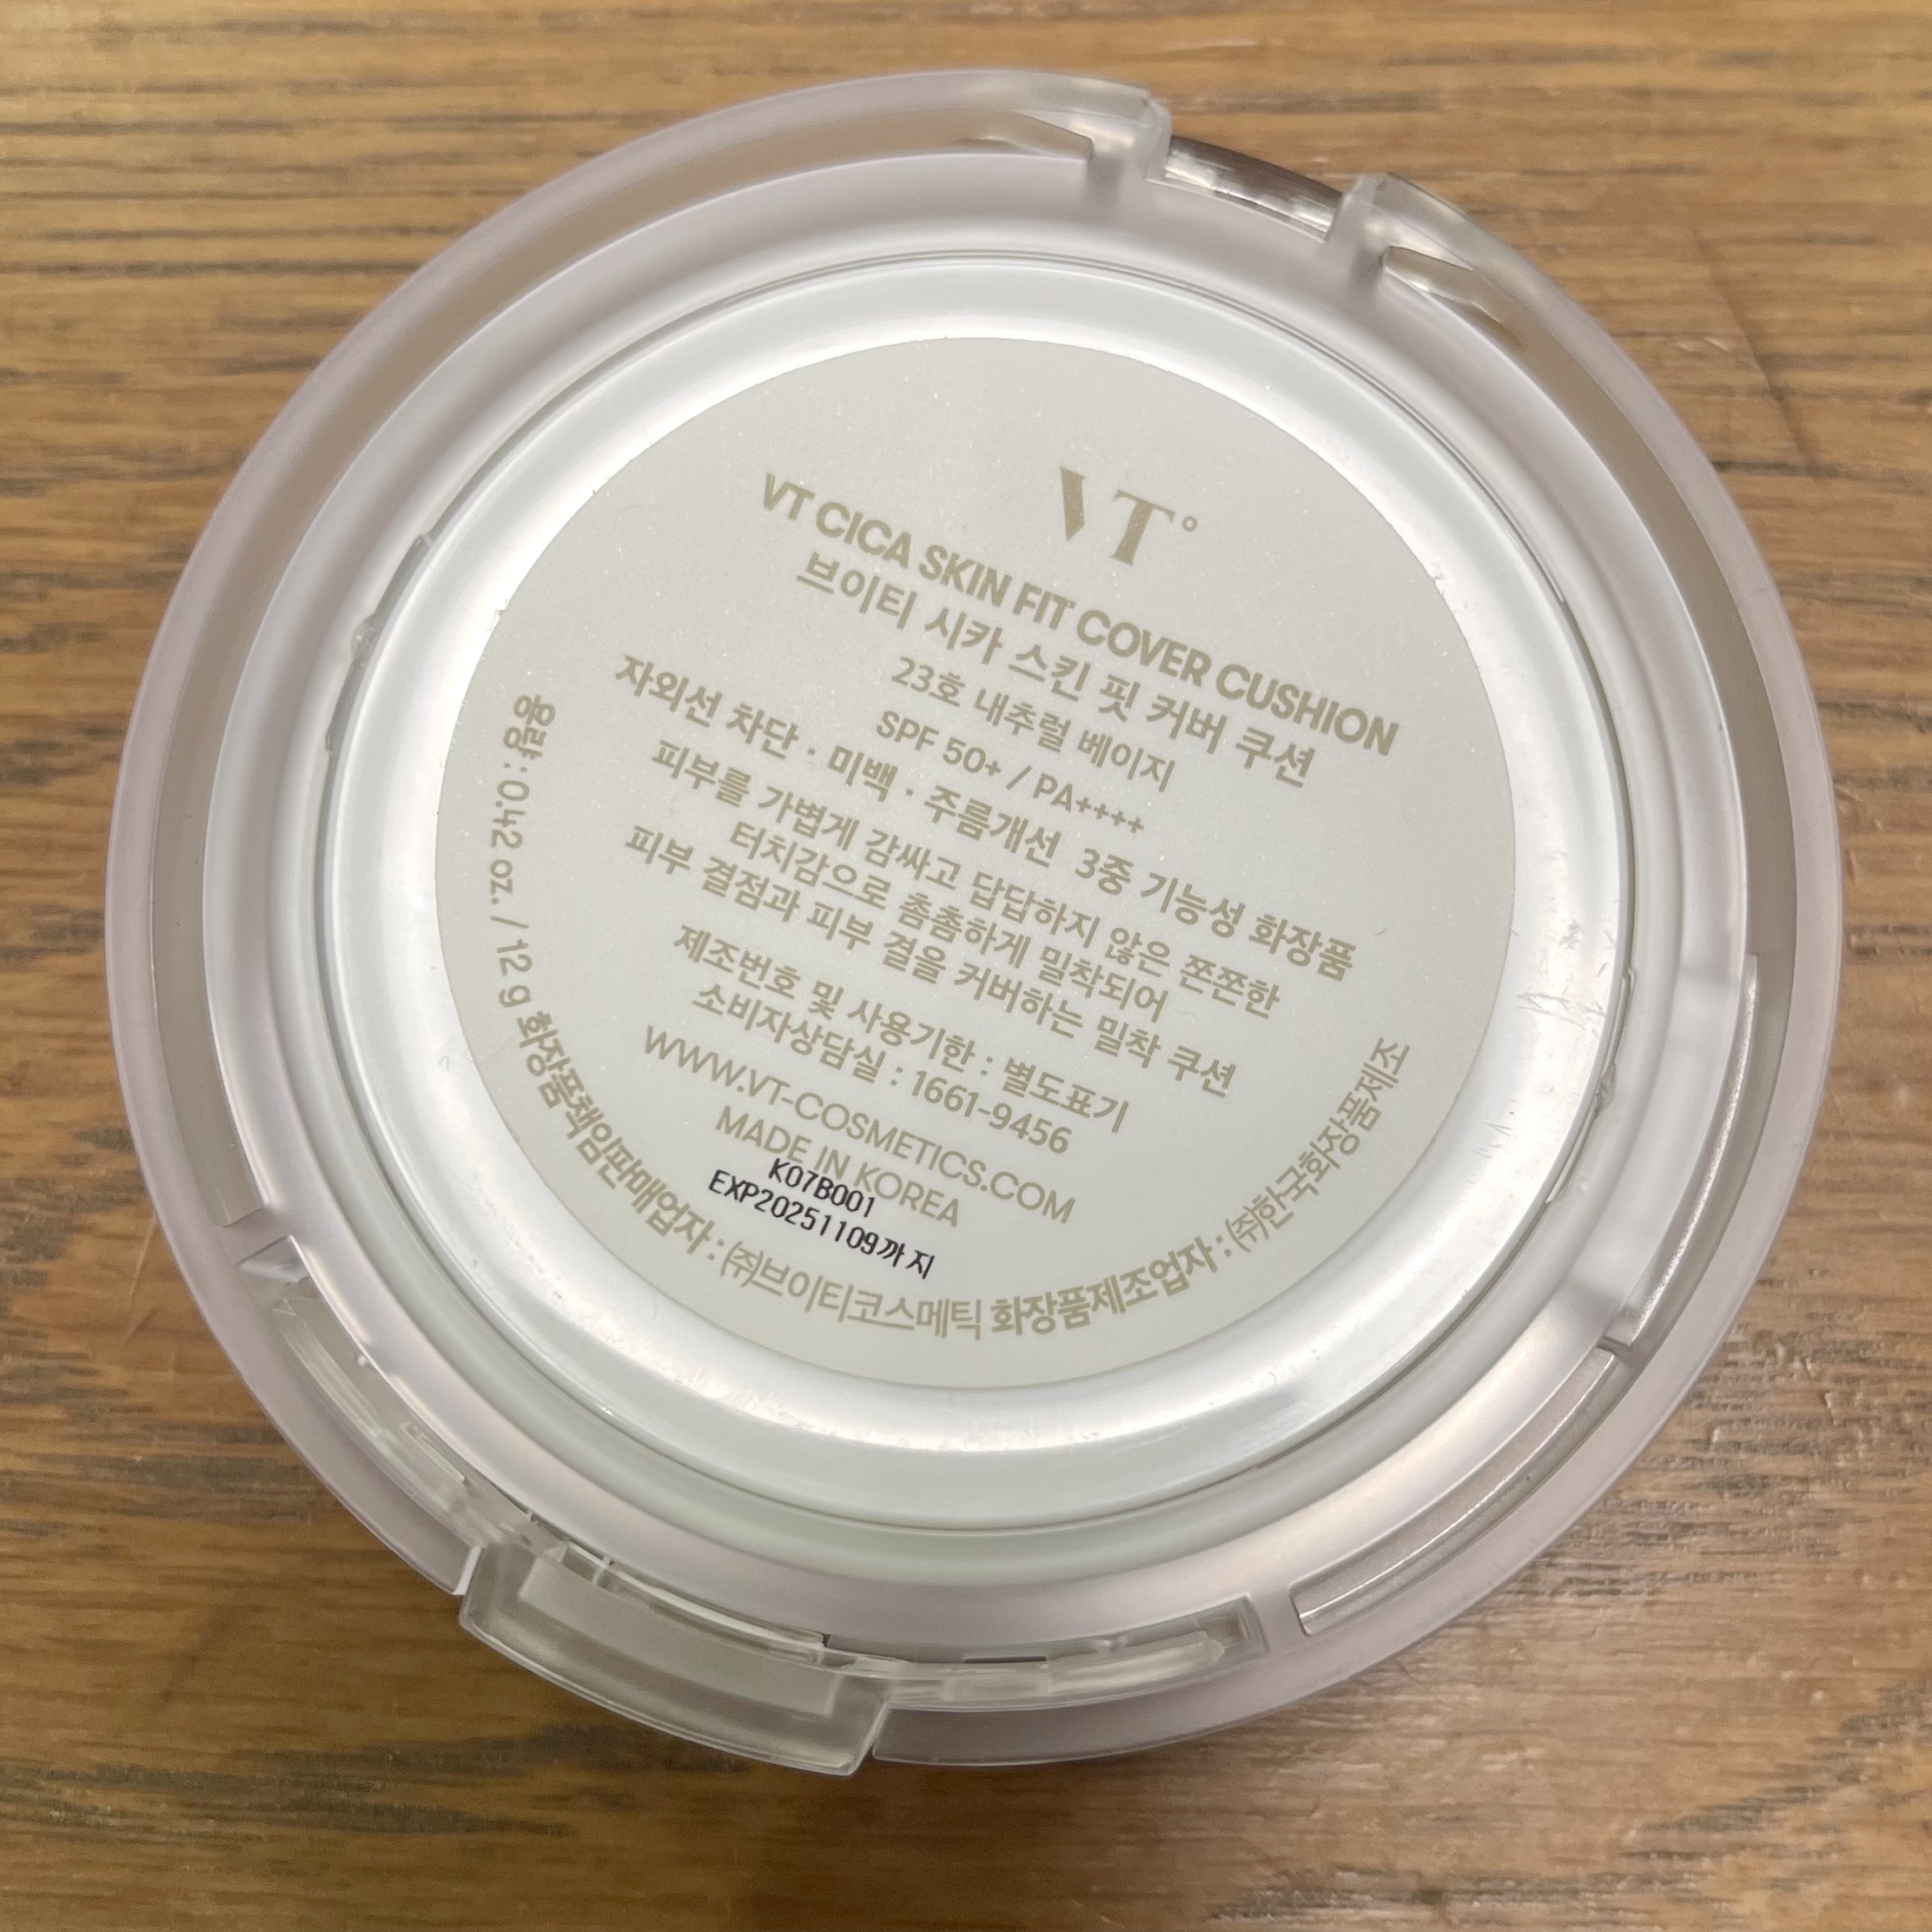 VT°
VT CICA SKIN FIT COVER CUSHION
브이티 시카 스킨 핏 커버 쿠션
23호 내추럴 베이지
SPF 50+ / PA++++
자외선 차단 · 미백 · 주름개선 3중 기능성 화장품
피부를 가볍게 감싸고 답답하지 않은 쫀쫀한
터치감으로 촘촘하게 밀착되어
피부 결점과 피부 결을 커버하는 밀착 쿠션
제조번호 및 사용기한 : 별도표기
소비자상담실 : 1661-9456
WWW.VT-COSMETICS.COM
MADE IN KOREA
K07B001
EXP20251109까지
용량 : 0.42 oz. / 12 g 화장품책임판매업자 : ㈜브이티코스메틱 화장품제조업자 : ㈜한국화장품제조